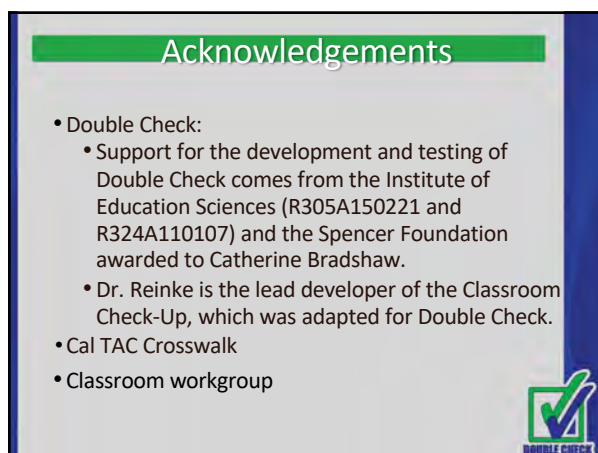 Acknowledgements
• Double Check:
• Support for the development and testing of
Double Check comes from the Institute of
Education Sciences (R305A150221 and
R324A110107) and the Spencer Foundation
awarded to Catherine Bradshaw.
• Dr. Reinke is the lead developer of the Classroom
Check-Up, which was adapted for Double Check.
• Cal TAC Crosswalk
• Classroom workgroup
DOUBLE CHECK